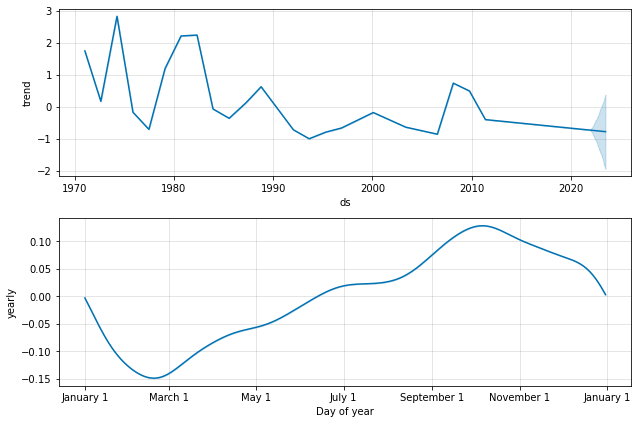 3
2
1
0
−1
−2
trend
1970 1980 1990 2000 2010 2020
ds
0.10
0.05
0.00
−0.05
−0.10
−0.15
yearly
January 1 March 1 May 1 July 1 September 1 November 1 January 1
Day of year